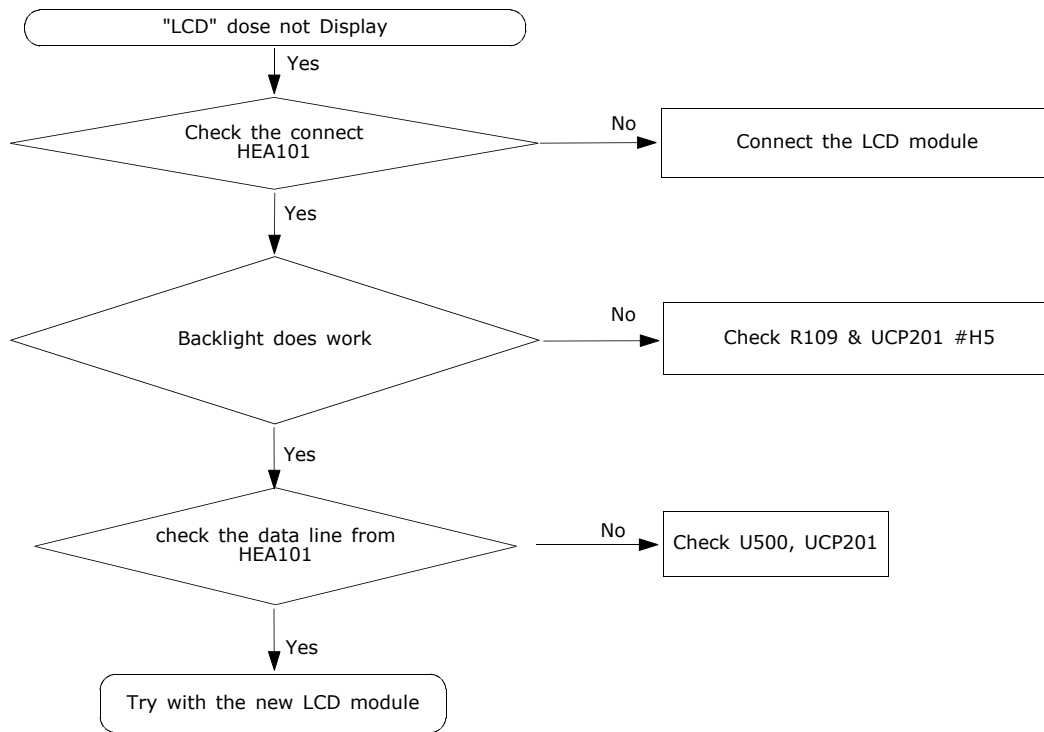 "LCD" dose not Display
Yes
Check the connect
HEA101
No
Connect the LCD module
Yes
Backlight does work
No
Check R109 & UCP201 #H5
Yes
check the data line from
HEA101
No
Check U500, UCP201
Yes
Try with the new LCD module